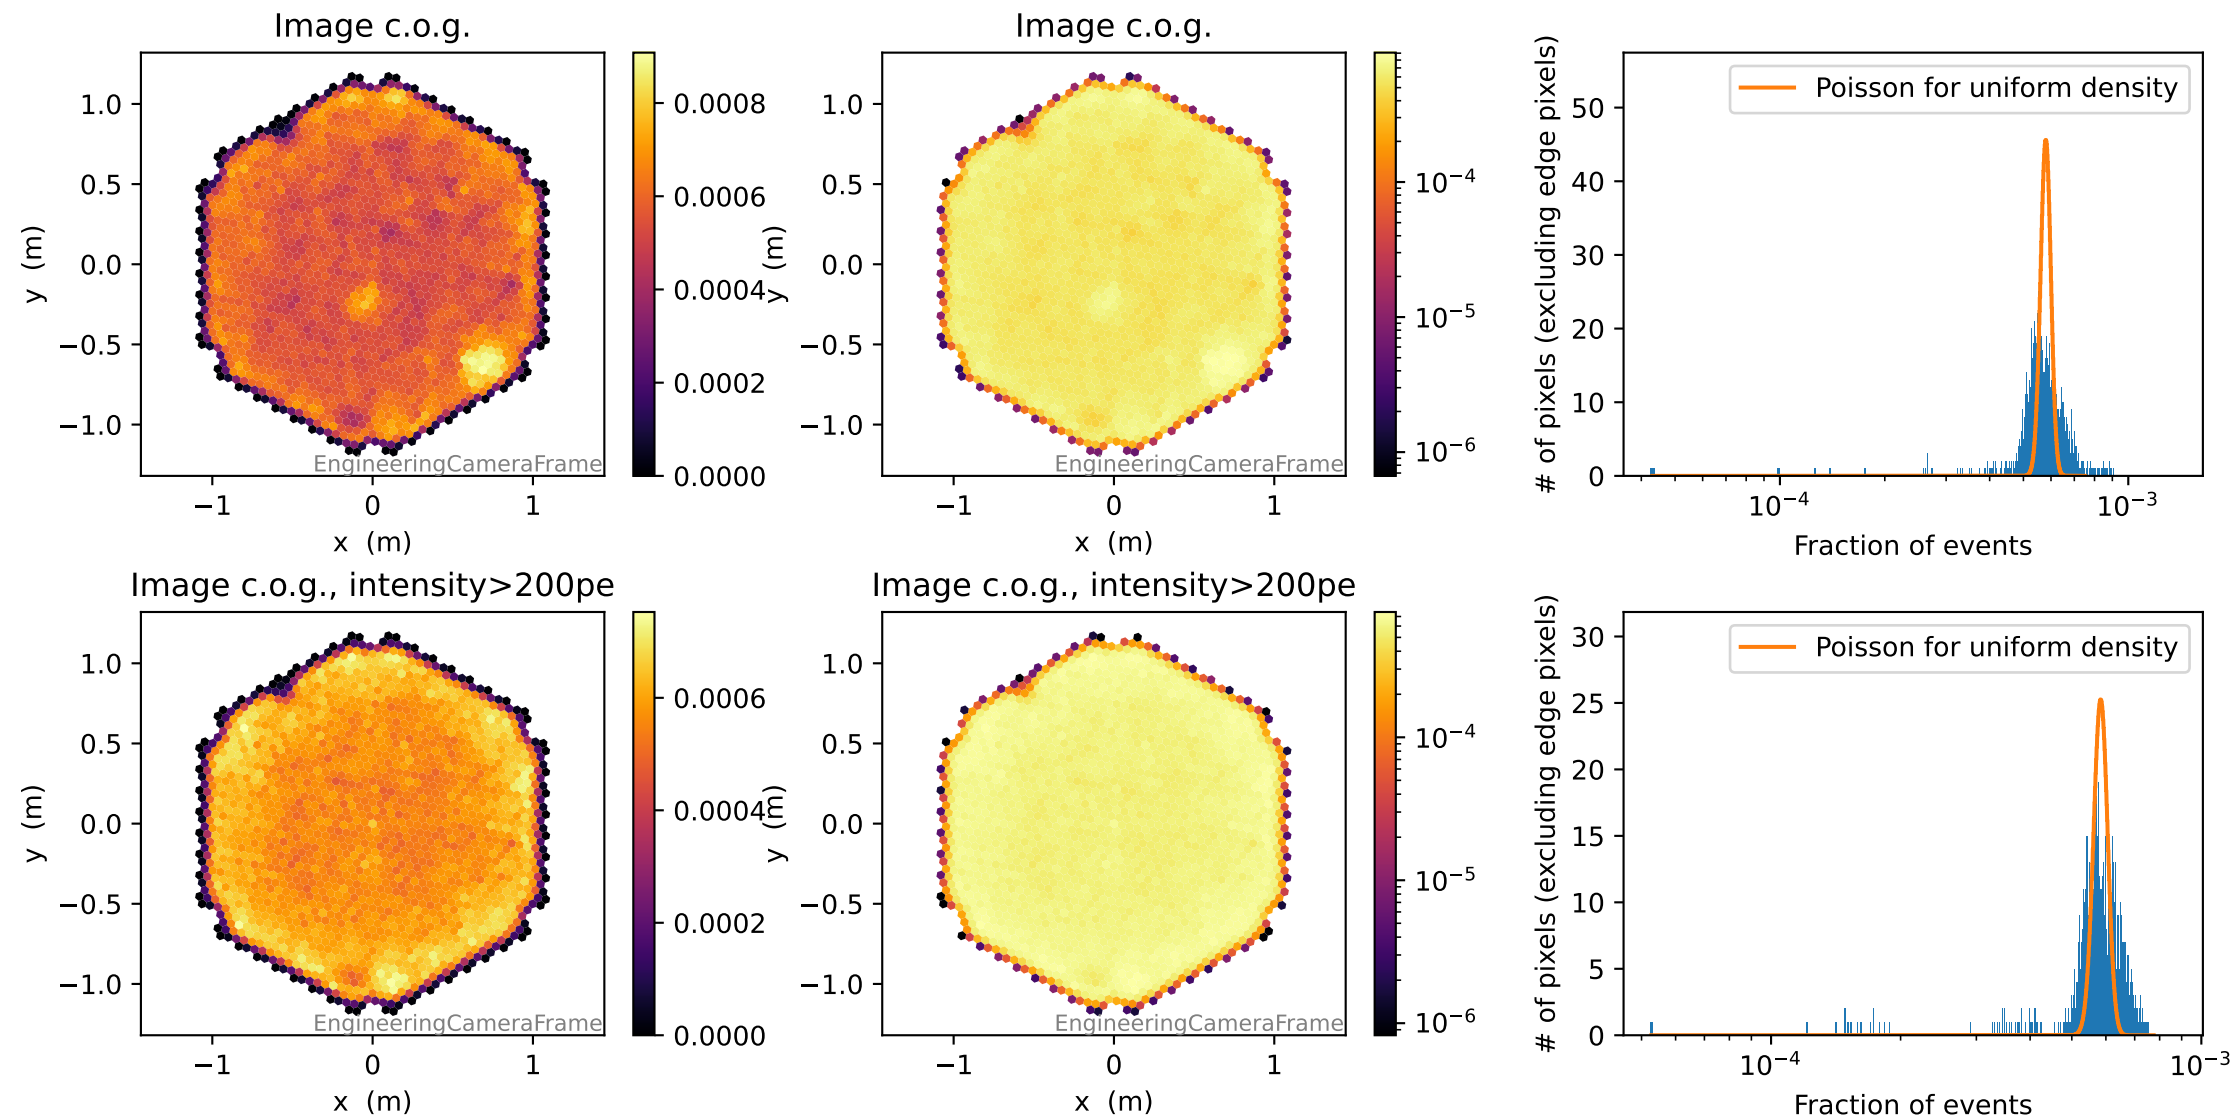 Image c.o.g.
1.0
0.5
0.0
−0.5
−1.0
y (m)
−1
0
1
x (m)
EngineeringCameraFrame
0.0008
0.0006
0.0004
0.0002
0.0000
Image c.o.g.
1.0
0.5
0.0
−0.5
−1.0
y (m)
−1
0
1
x (m)
EngineeringCameraFrame
10⁻⁴
10⁻⁵
10⁻⁶
# of pixels (excluding edge pixels)
50
40
30
20
10
0
Poisson for uniform density
10⁻⁴
10⁻³
Fraction of events
Image c.o.g., intensity>200pe
1.0
0.5
0.0
−0.5
−1.0
y (m)
−1
0
1
x (m)
EngineeringCameraFrame
0.0006
0.0004
0.0002
0.0000
Image c.o.g., intensity>200pe
1.0
0.5
0.0
−0.5
−1.0
y (m)
−1
0
1
x (m)
EngineeringCameraFrame
10⁻⁴
10⁻⁵
10⁻⁶
# of pixels (excluding edge pixels)
30
25
20
15
10
5
0
Poisson for uniform density
10⁻⁴
10⁻³
Fraction of events